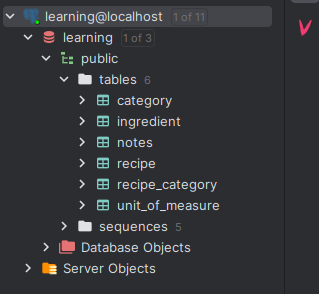 learning@localhost 1 of 11
learning 1 of 3
public
tables 6
category
ingredient
notes
recipe
recipe_category
unit_of_measure
sequences 5
Database Objects
Server Objects